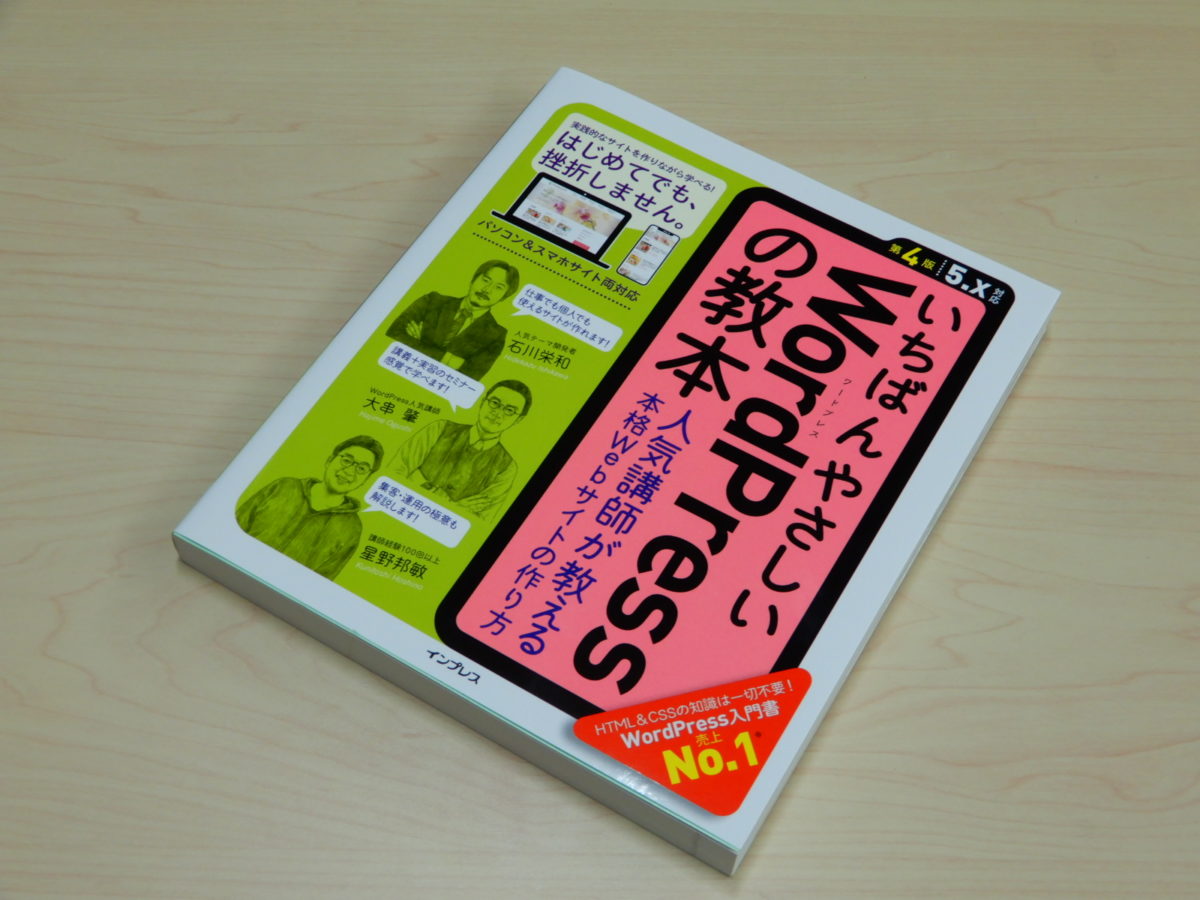 第4版
5.x対応
いちばんやさしい
WordPress
ワードプレス
の教本
人気講師が教える
本格Webサイトの作り方
実践的なサイトを作りながら学べる!
はじめてでも、
挫折しません。
パソコン&スマホサイト両対応
仕事でも個人でも
使えるサイトが作れます!
人気テーマ開発者
石川栄和
Hidekazu Ishikawa
講義+実習のセミナー
感覚で学べます!
WordPress人気講師
大串 肇
Hajime Ogushi
集客・運用の極意も
解説します!
講師経験100回以上
星野邦敏
Kunitoshi Hoshino
インプレス
HTML&CSSの知識は一切不要!
WordPress入門書
売上
No.1*